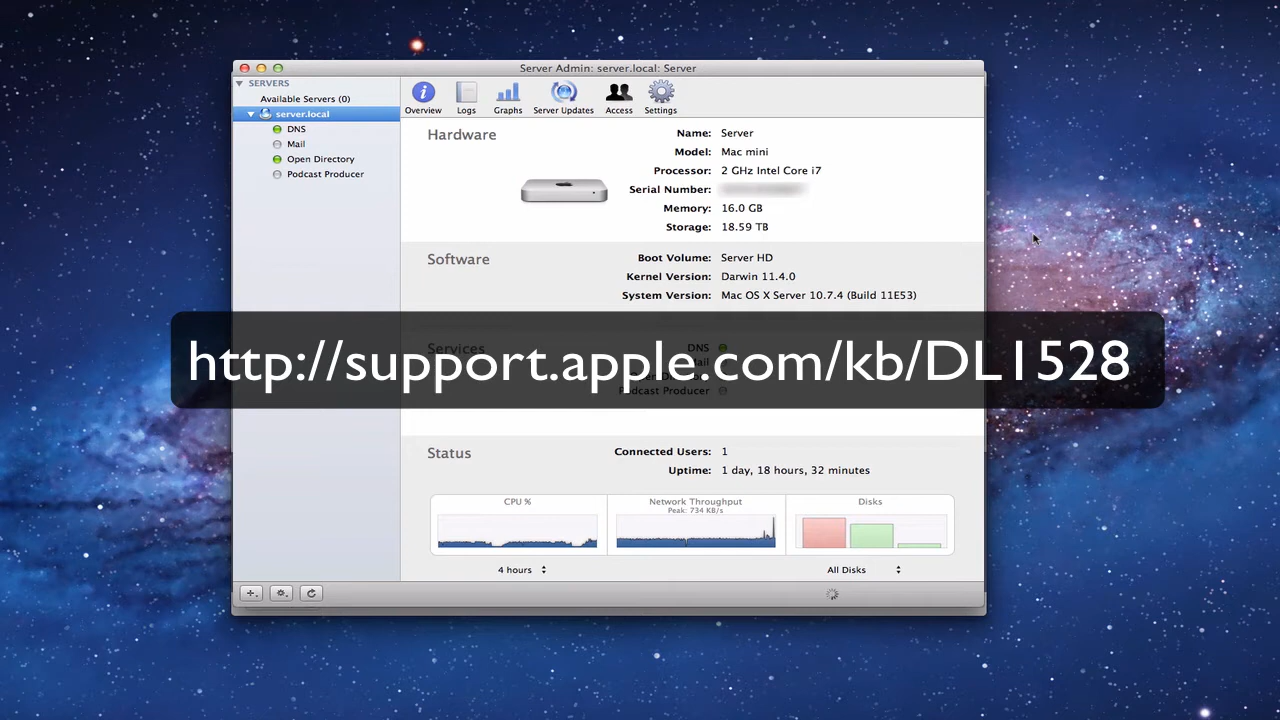 Server Admin: server.local: Server
SERVERS
Available Servers (0)
server.local
DNS
Mail
Open Directory
Podcast Producer
Overview
Logs
Graphs
Server Updates
Access
Settings
Hardware
Name: Server
Model: Mac mini
Processor: 2 GHz Intel Core i7
Serial Number:
Memory: 16.0 GB
Storage: 18.59 TB
Software
Boot Volume: Server HD
Kernel Version: Darwin 11.4.0
System Version: Mac OS X Server 10.7.4 (Build 11E53)
Services
DNS
http://support.apple.com/kb/DL1528
Podcast Producer
Status
Connected Users: 1
Uptime: 1 day, 18 hours, 32 minutes
CPU %
Network Throughput
Peak: 734 KB/s
Disks
4 hours
All Disks